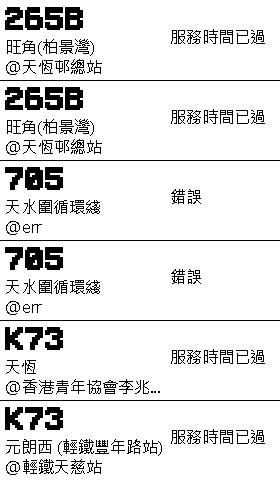 265B
旺角(柏景灣)
@天恆邨總站
服務時間已過
265B
旺角(柏景灣)
@天恆邨總站
服務時間已過
705
天水圍循環綫
@err
錯誤
705
天水圍循環綫
@err
錯誤
K73
天恆
@香港青年協會李兆...
服務時間已過
K73
元朗西 (輕鐵豐年路站)
@輕鐵天慈站
服務時間已過